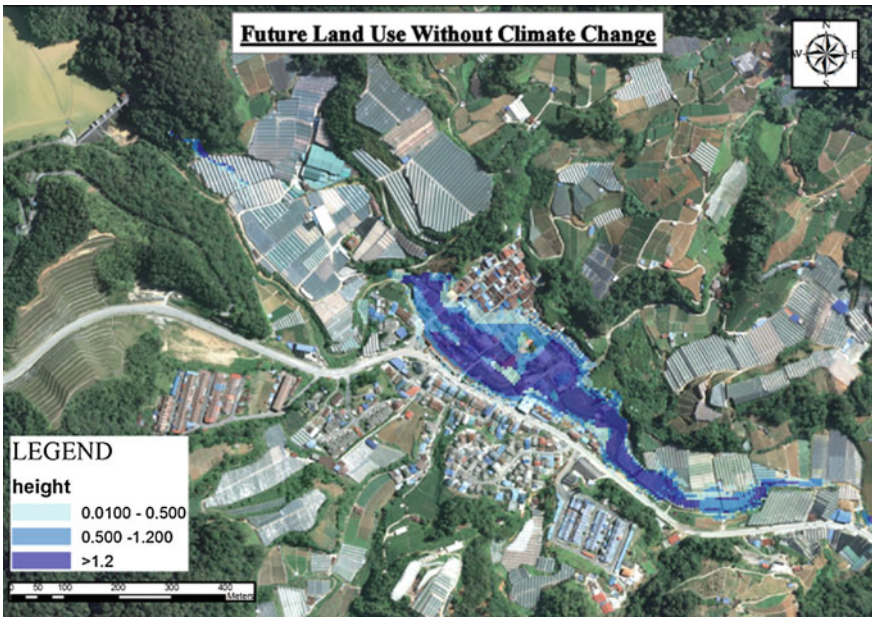 Future Land Use Without Climate Change
N
W E
S
LEGEND
height
0.0100 - 0.500
0.500 -1.200
>1.2
0 50 100 200 300 400
Meters